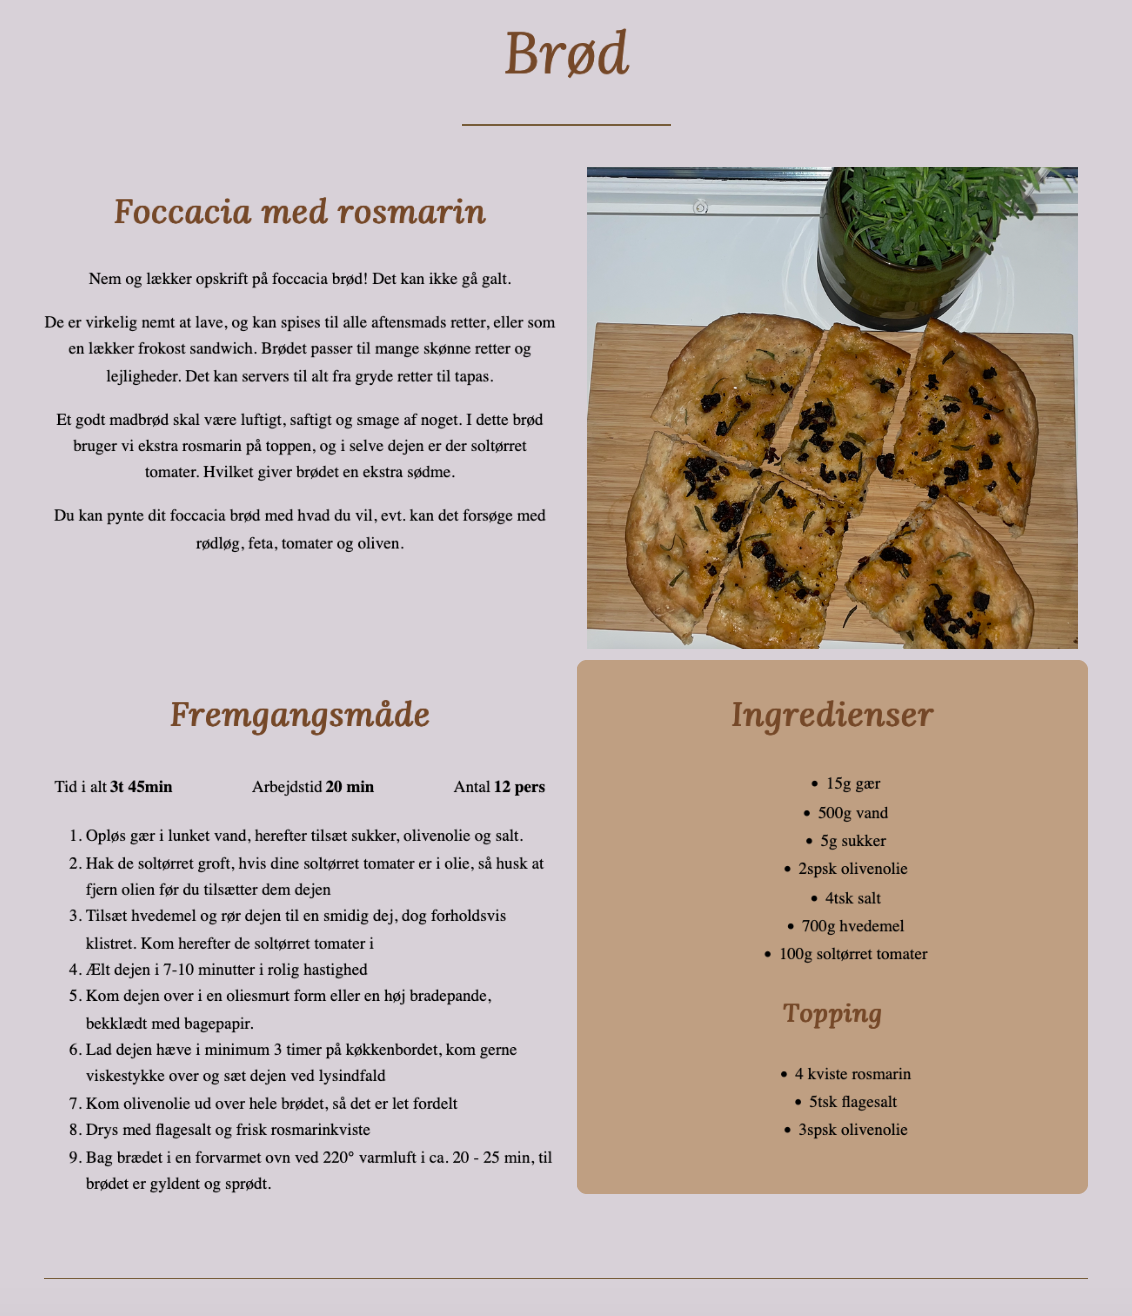 Brød
Foccacia med rosmarin
Nem og lækker opskrift på foccacia brød! Det kan ikke gå galt.
De er virkelig nemt at lave, og kan spises til alle aftensmads retter, eller som
en lækker frokost sandwich. Brødet passer til mange skønne retter og
lejligheder. Det kan servers til alt fra gryde retter til tapas.
Et godt madbrød skal være luftigt, saftigt og smage af noget. I dette brød
bruger vi ekstra rosmarin på toppen, og i selve dejen er der soltørret
tomater. Hvilket giver brødet en ekstra sødme.
Du kan pynte dit foccacia brød med hvad du vil, evt. kan det forsøge med
rødløg, feta, tomater og oliven.
Fremgangsmåde
Tid i alt 3t 45min Arbejdstid 20 min Antal 12 pers
1. Opløs gær i lunket vand, herefter tilsæt sukker, olivenolie og salt.
2. Hak de soltørret groft, hvis dine soltørret tomater er i olie, så husk at
fjern olien før du tilsætter dem dejen
3. Tilsæt hvedemel og rør dejen til en smidig dej, dog forholdsvis
klistret. Kom herefter de soltørret tomater i
4. Ælt dejen i 7-10 minutter i rolig hastighed
5. Kom dejen over i en oliesmurt form eller en høj bradepande,
bekklædt med bagepapir.
6. Lad dejen hæve i minimum 3 timer på køkkenbordet, kom gerne
viskestykke over og sæt dejen ved lysindfald
7. Kom olivenolie ud over hele brødet, så det er let fordelt
8. Drys med flagesalt og frisk rosmarinkviste
9. Bag brædet i en forvarmet ovn ved 220° varmluft i ca. 20 - 25 min, til
brødet er gyldent og sprødt.
Ingredienser
• 15g gær
• 500g vand
• 5g sukker
• 2spsk olivenolie
• 4tsk salt
• 700g hvedemel
• 100g soltørret tomater
Topping
• 4 kviste rosmarin
• 5tsk flagesalt
• 3spsk olivenolie